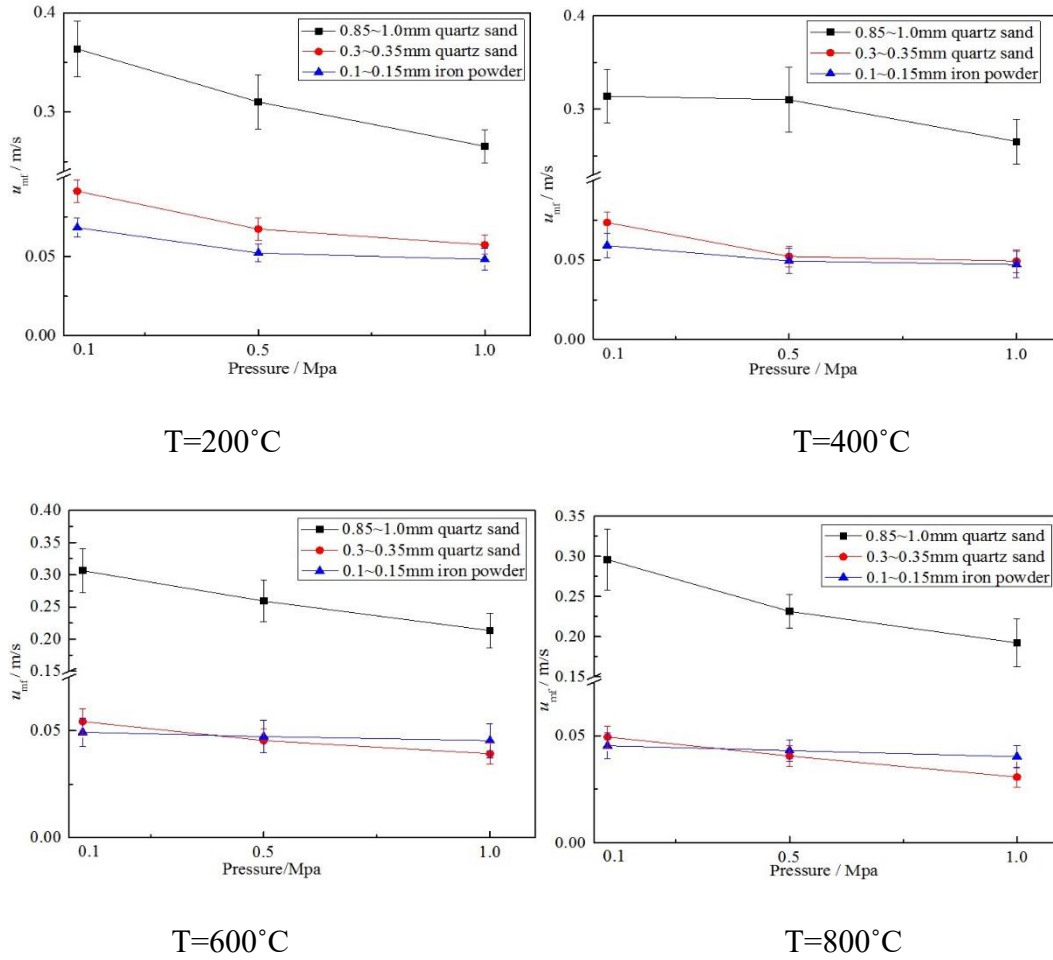 0.4
0.3
0.05
0.00
u_mf / m/s
0.85~1.0mm quartz sand
0.3~0.35mm quartz sand
0.1~0.15mm iron powder
0.1
0.5
1.0
Pressure / Mpa
T=200˚C
0.4
0.3
0.05
0.00
u_mf / m/s
0.85~1.0mm quartz sand
0.3~0.35mm quartz sand
0.1~0.15mm iron powder
0.1
0.5
1.0
Pressure / Mpa
T=400˚C
0.40
0.35
0.30
0.25
0.20
0.15
0.05
0.00
u_mf / m/s
0.85~1.0mm quartz sand
0.3~0.35mm quartz sand
0.1~0.15mm iron powder
0.1
0.5
1.0
Pressure/Mpa
T=600˚C
0.35
0.30
0.25
0.20
0.15
0.05
0.00
u_mf / m/s
0.85~1.0mm quartz sand
0.3~0.35mm quartz sand
0.1~0.15mm iron powder
0.1
0.5
1.0
Pressure / Mpa
T=800˚C